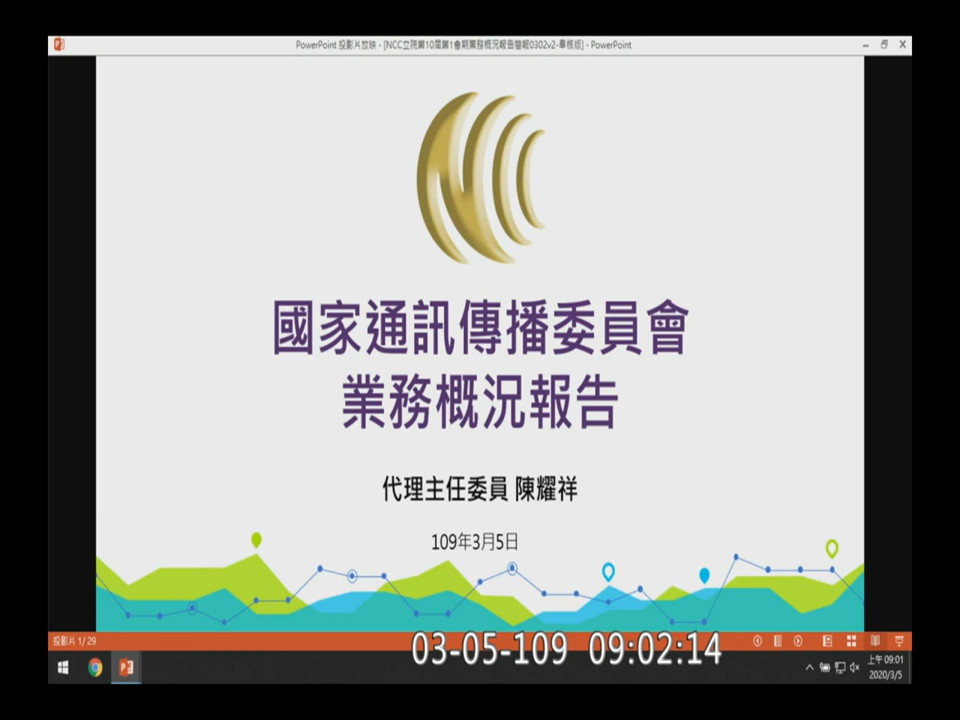 PowerPoint 投影片放映 - [NCC立院第10屆第1會期業務概況報告簡報0302v2-畢核版] - PowerPoint
NCC
國家通訊傳播委員會
業務概況報告
代理主任委員 陳耀祥
109年3月5日
投影片 1/29
03-05-109 09:02:14
上午 09:01
2020/3/5